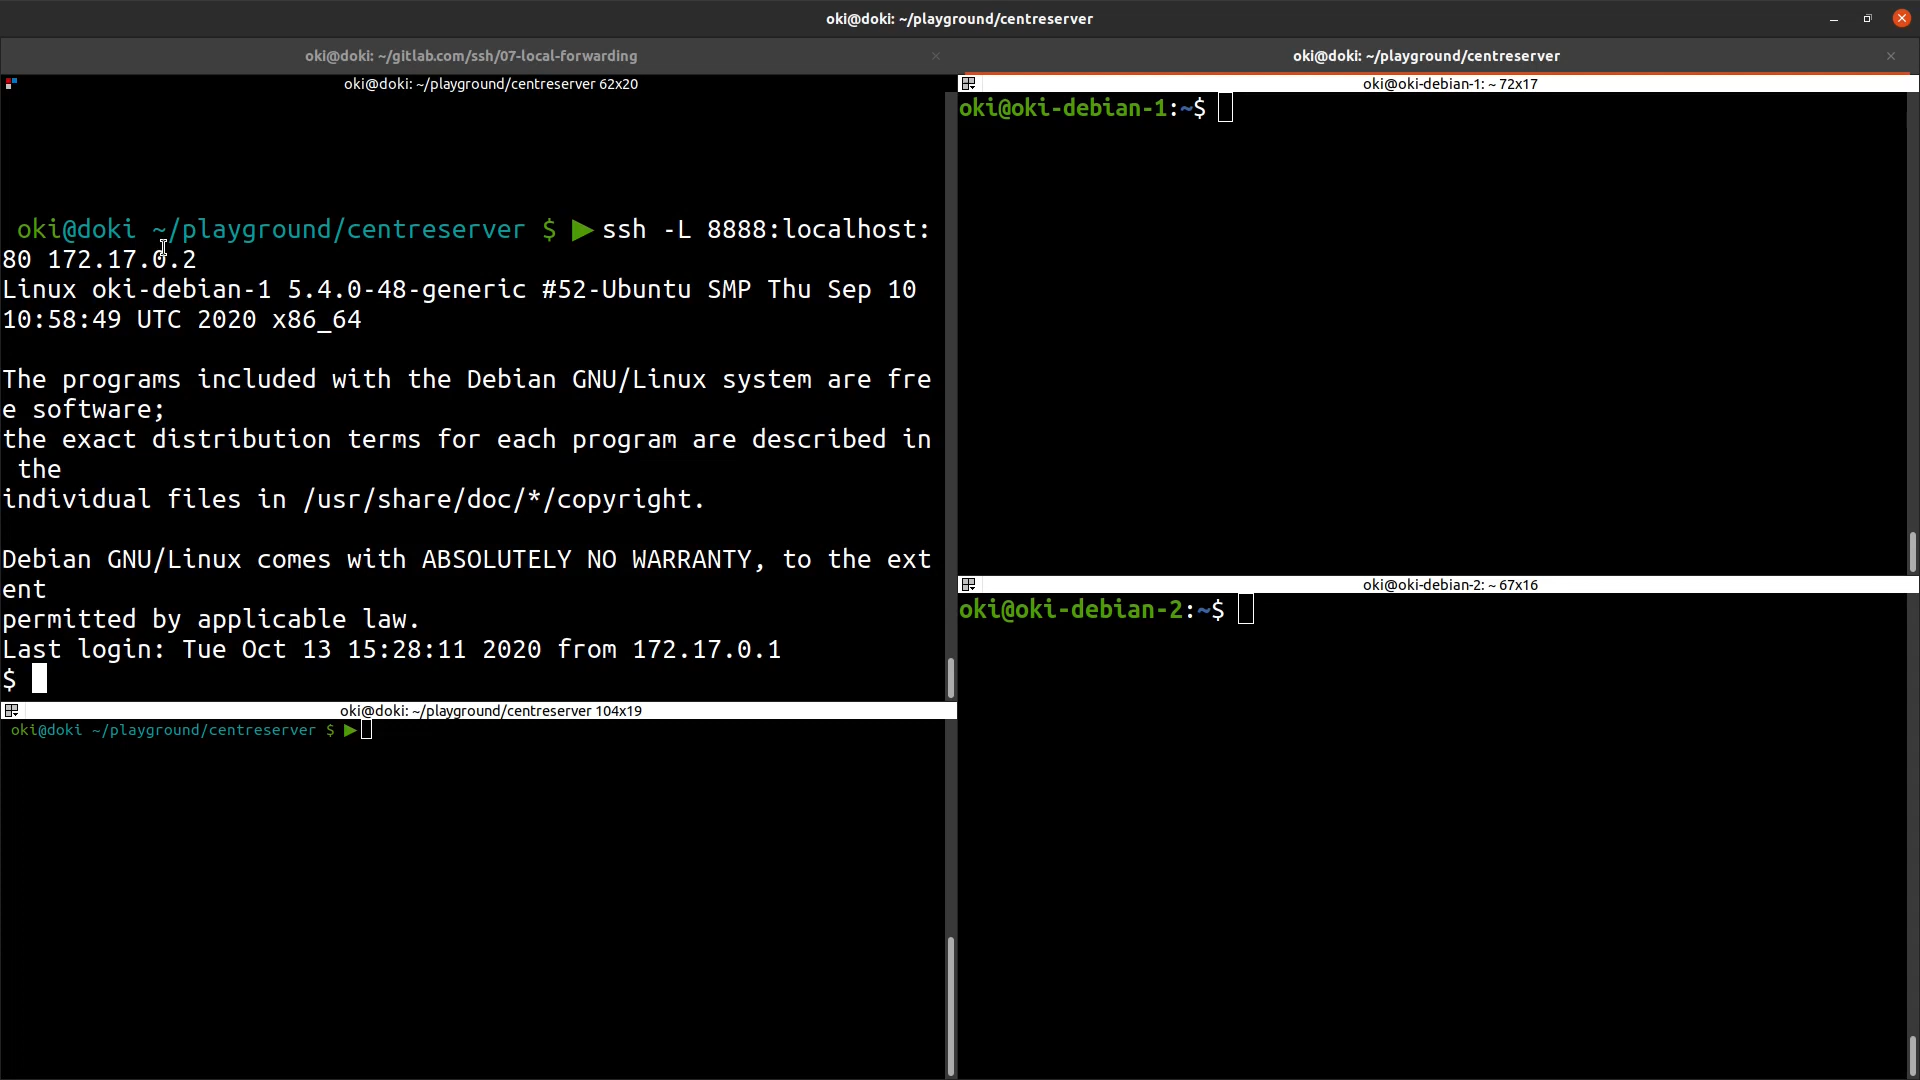 oki@doki: ~/playground/centreserver
oki@doki: ~/gitlab.com/ssh/07-local-forwarding
oki@doki: ~/playground/centreserver
oki@doki: ~/playground/centreserver 62x20
oki@doki ~/playground/centreserver $ ▶ssh -L 8888:localhost:
80 172.17.0.2
Linux oki-debian-1 5.4.0-48-generic #52-Ubuntu SMP Thu Sep 10
10:58:49 UTC 2020 x86_64
The programs included with the Debian GNU/Linux system are fre
e software;
the exact distribution terms for each program are described in
the
individual files in /usr/share/doc/*/copyright.
Debian GNU/Linux comes with ABSOLUTELY NO WARRANTY, to the ext
ent
permitted by applicable law.
Last login: Tue Oct 13 15:28:11 2020 from 172.17.0.1
$
oki@doki: ~/playground/centreserver 104x19
oki@doki ~/playground/centreserver $ ▶
oki@oki-debian-1: ~ 72x17
oki@oki-debian-1:~$
oki@oki-debian-2: ~ 67x16
oki@oki-debian-2:~$